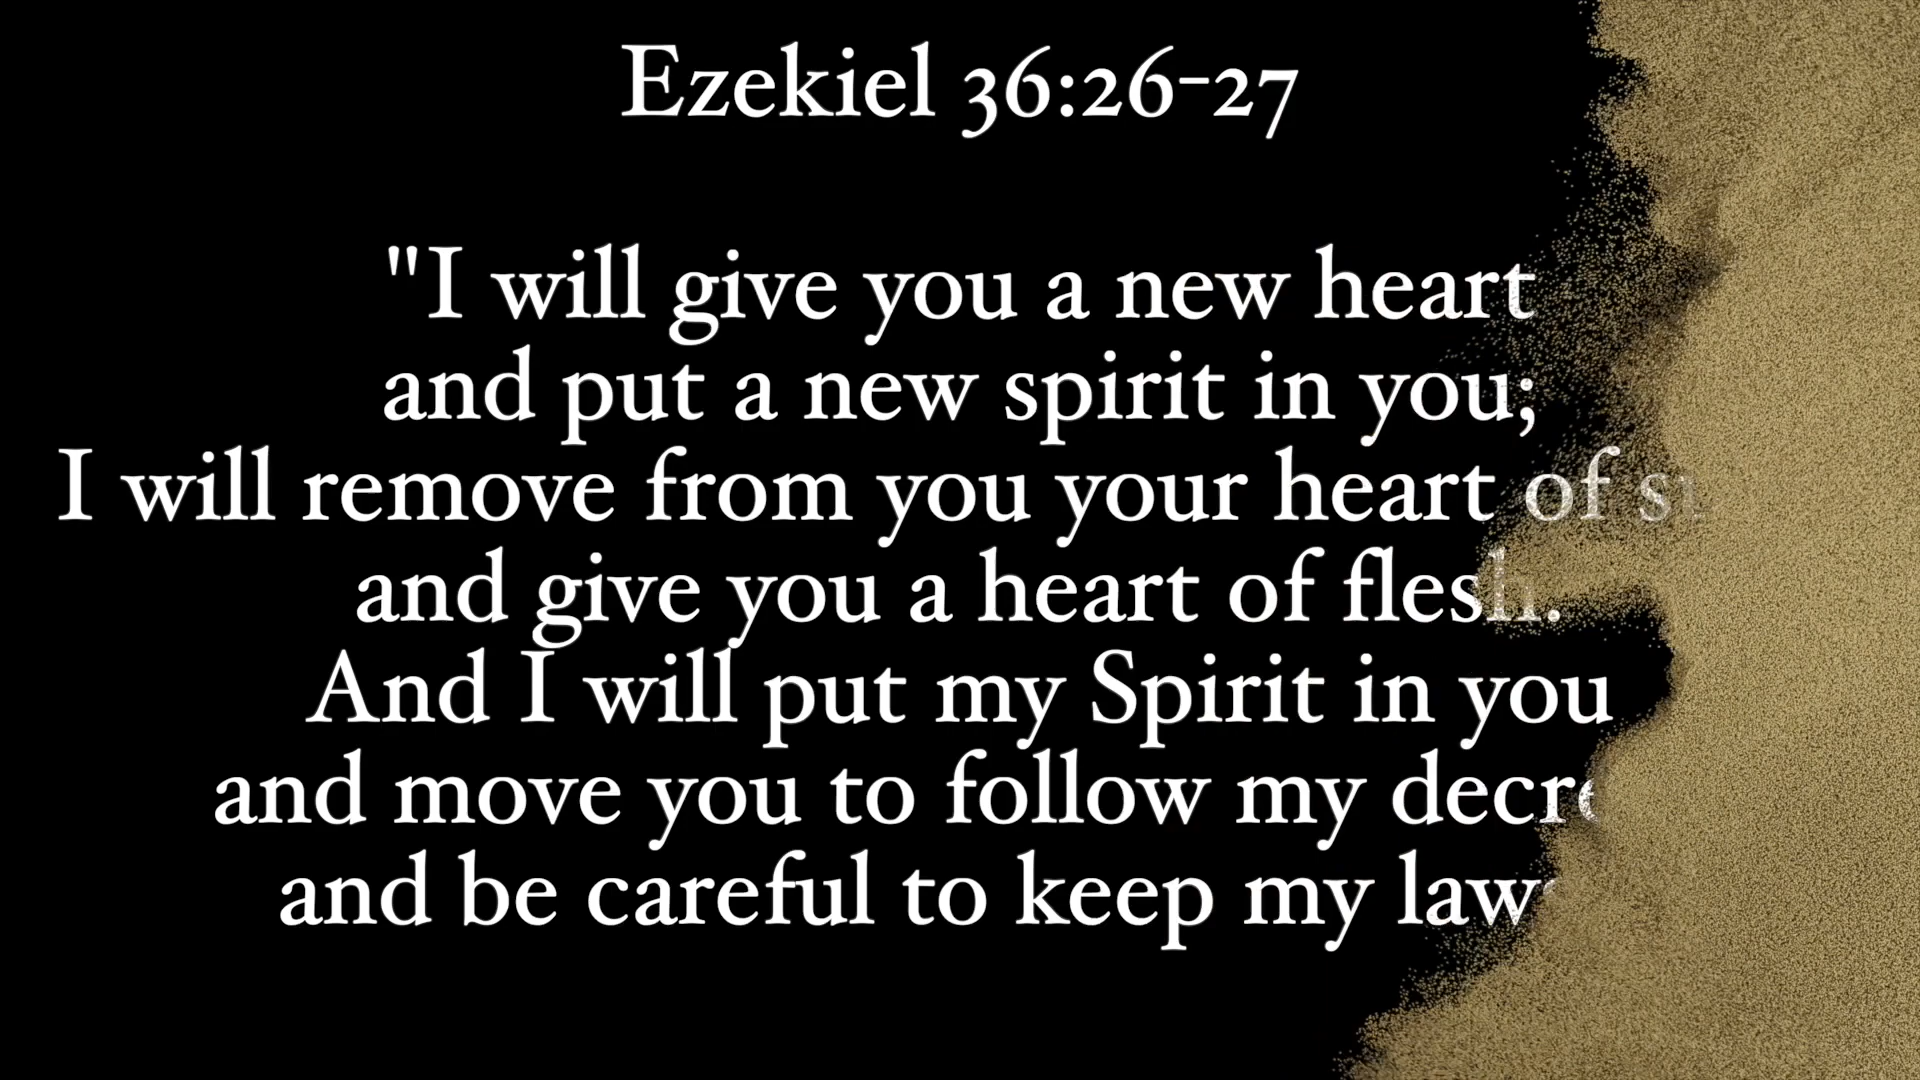 Ezekiel 36:26-27
"I will give you a new heart
and put a new spirit in you;
I will remove from you your heart of
and give you a heart of flesh.
And I will put my Spirit in you
and move you to follow my
and be careful to keep my